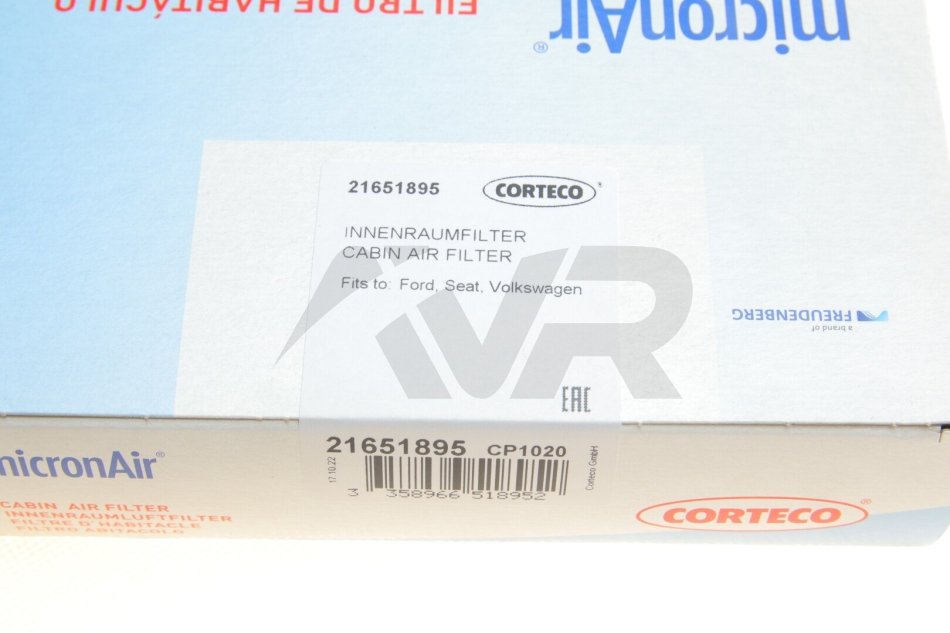 FILTRO DE HABITÁCULO
micronAir®
21651895 CORTECO®
INNENRAUMFILTER
CABIN AIR FILTER
Fits to: Ford, Seat, Volkswagen
VR
FREUDENBERG
a brand of
EAC
21651895 CP1020
17.10.22
3 358966 518952
Corteco GmbH
micronAir®
CABIN AIR FILTER
INNENRAUMLUFTFILTER
FILTRE D'HABITACLE
FILTRO ABITACOLO
CORTECO®